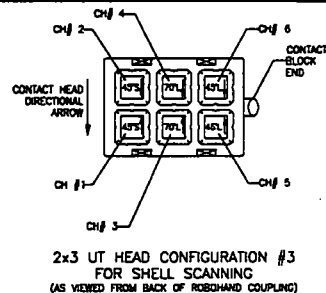 CH# 4
CH# 2
CH# 6
CONTACT
BLOCK
END
CONTACT HEAD
DIRECTIONAL
ARROW
45°S
70°L
45°L
45°S
70°L
45°L
CH #1
CH# 5
CH# 3
2x3 UT HEAD CONFIGURATION #3
FOR SHELL SCANNING
(AS VIEWED FROM BACK OF ROBOHAND COUPLING)